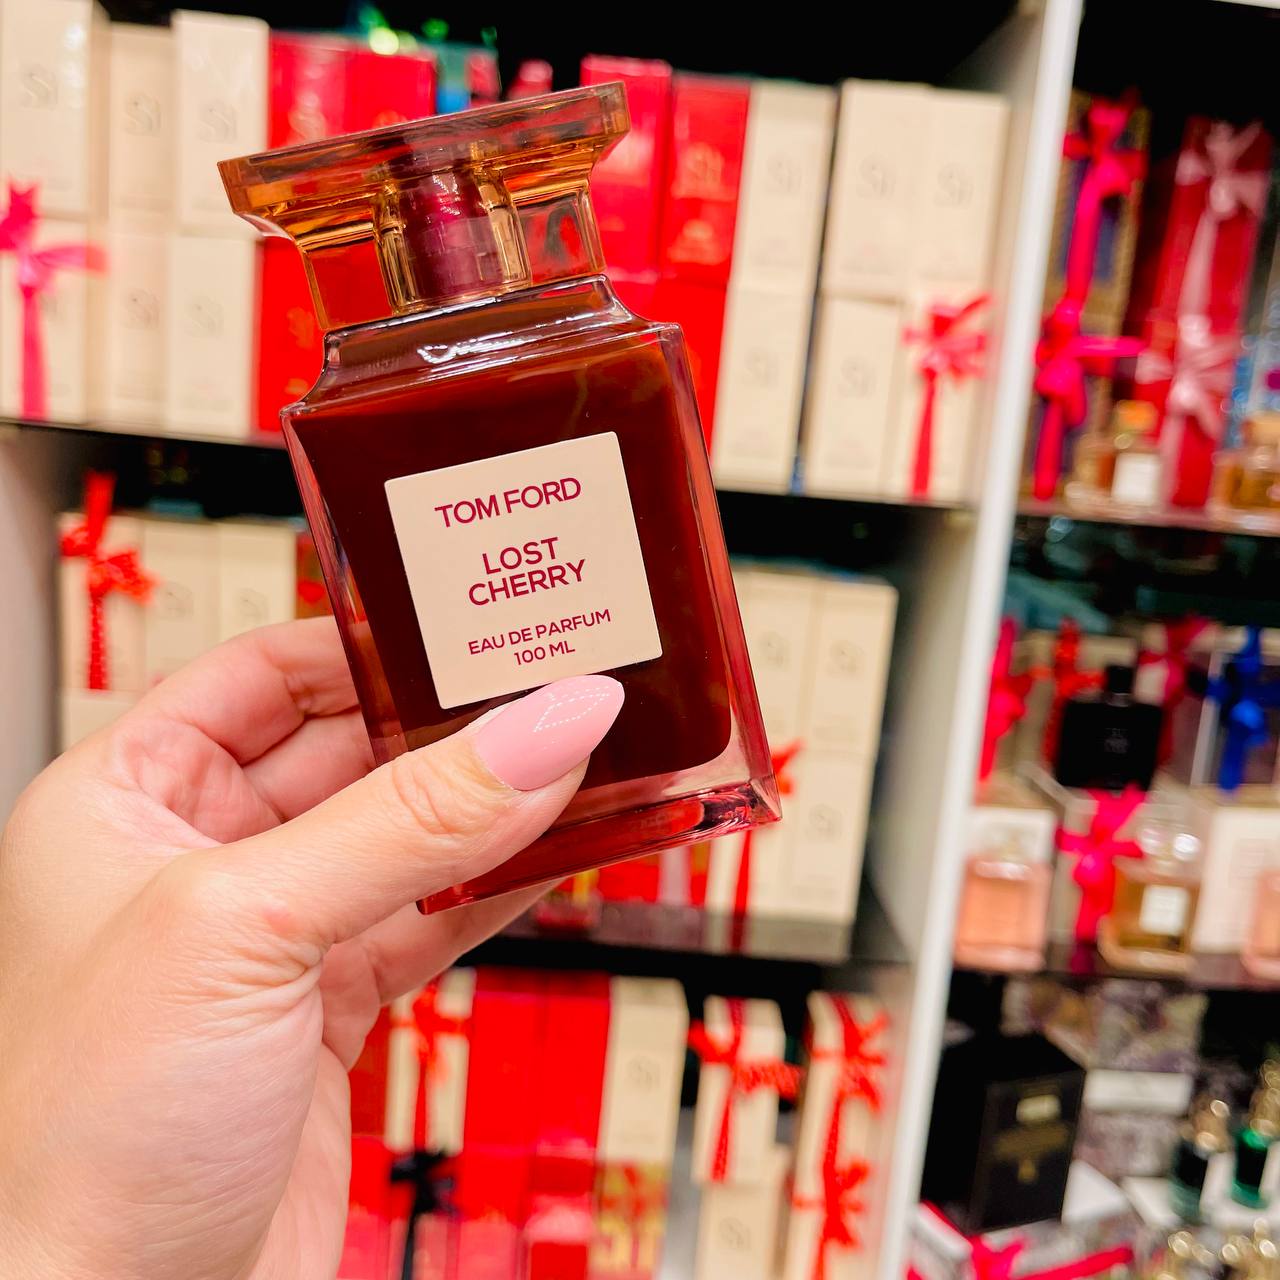 TOM FORD
LOST
CHERRY
EAU DE PARFUM
100 ML